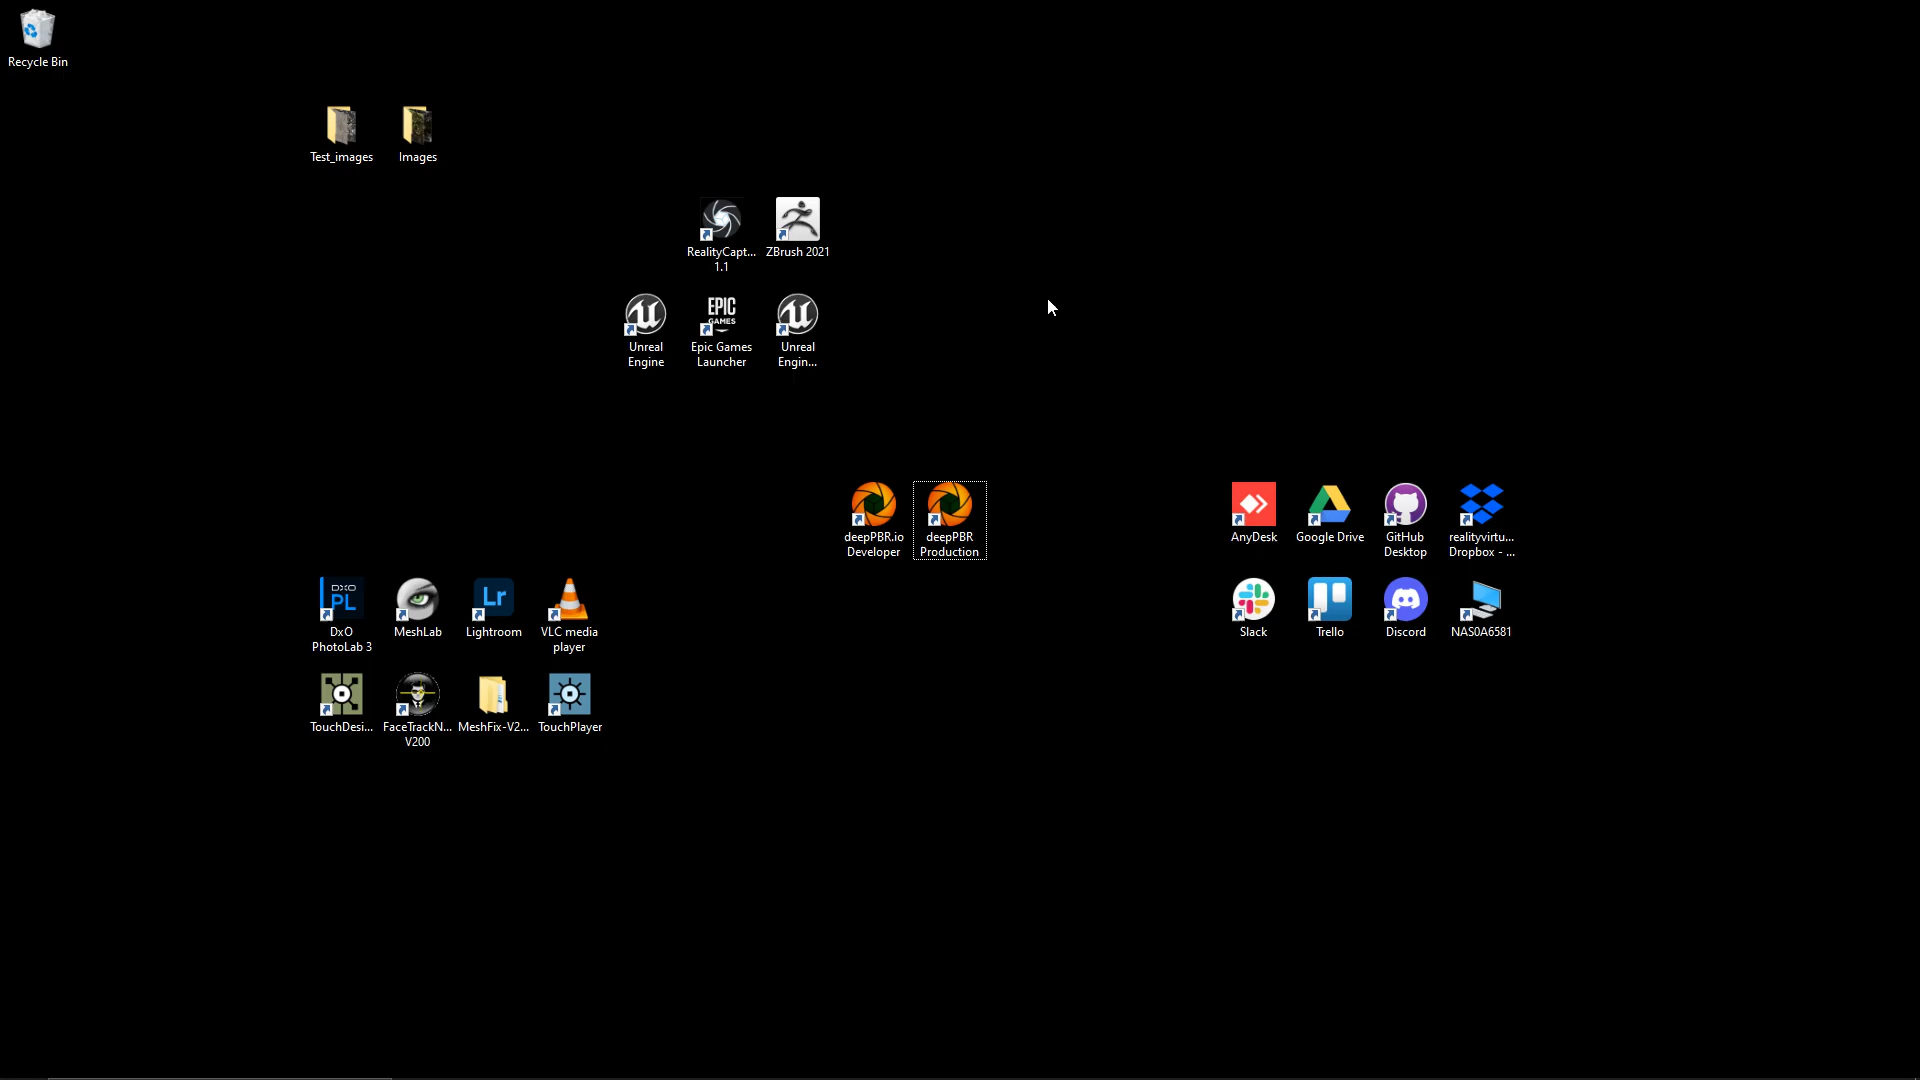 Recycle Bin
Test_images
Images
RealityCapt...
1.1
ZBrush 2021
EPIC
GAMES
Unreal
Engine
Epic Games
Launcher
Unreal
Engin...
deepPBR.io
Developer
deepPBR
Production
AnyDesk
Google Drive
GitHub
Desktop
realityvirtu...
Dropbox - ...
DXO
PL
Lr
DxO
PhotoLab 3
MeshLab
Lightroom
VLC media
player
Slack
Trello
Discord
NAS0A6581
TouchDesi...
FaceTrackN...
V200
MeshFix-V2...
TouchPlayer